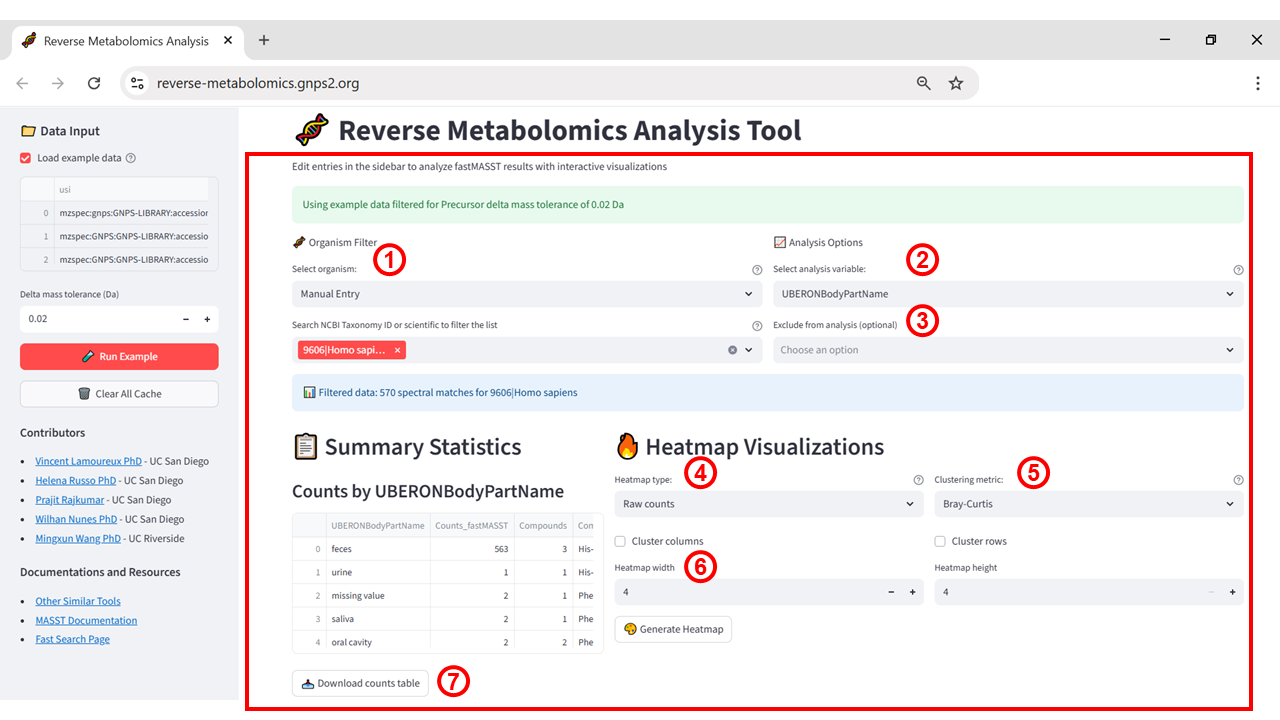 Reverse Metabolomics Analysis
reverse-metabolomics.gnps2.org
Data Input
Load example data
usi
0 mzspec:gnps:GNPS-LIBRARY:accession
1 mzspec:GNPS:GNPS-LIBRARY:accessio
2 mzspec:GNPS:GNPS-LIBRARY:accessio
Delta mass tolerance (Da)
0.02
Run Example
Clear All Cache
Contributors
Vincent Lamoureux PhD - UC San Diego
Helena Russo PhD - UC San Diego
Prajit Rajkumar - UC San Diego
Wilhan Nunes PhD - UC San Diego
Mingxun Wang PhD - UC Riverside
Documentations and Resources
Other Similar Tools
MASST Documentation
Fast Search Page
Reverse Metabolomics Analysis Tool
Edit entries in the sidebar to analyze fastMASST results with interactive visualizations
Using example data filtered for Precursor delta mass tolerance of 0.02 Da
Organism Filter
1
Select organism:
Manual Entry
Search NCBI Taxonomy ID or scientific to filter the list
9606|Homo sapi... ×
Analysis Options
2
Select analysis variable:
UBERONBodyPartName
3
Exclude from analysis (optional)
Choose an option
Filtered data: 570 spectral matches for 9606|Homo sapiens
Summary Statistics
Counts by UBERONBodyPartName
UBERONBodyPartName Counts_fastMASST Compounds Com
0 feces 563 3 His-
1 urine 1 1 His-
2 missing value 2 1 Phe
3 saliva 2 1 Phe
4 oral cavity 2 2 Phe
Download counts table
7
Heatmap Visualizations
4
Heatmap type:
Raw counts
5
Clustering metric:
Bray-Curtis
Cluster columns
Cluster rows
6
Heatmap width
4 - +
Heatmap height
4 - +
Generate Heatmap